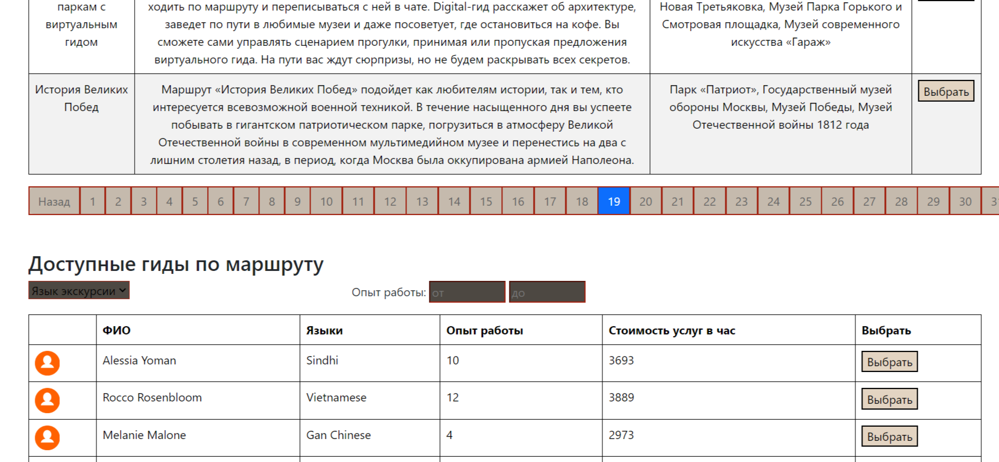 паркам с
виртуальным
гидом
ходить по маршруту и переписываться с ней в чате. Digital-гид расскажет об архитектуре,
заведет по пути в любимые музеи и даже посоветует, где остановиться на кофе. Вы
сможете сами управлять сценарием прогулки, принимая или пропуская предложения
виртуального гида. На пути вас ждут сюрпризы, но не будем раскрывать всех секретов.
Новая Третьяковка, Музей Парка Горького и
Смотровая площадка, Музей современного
искусства «Гараж»
История Великих
Побед
Маршрут «История Великих Побед» подойдет как любителям истории, так и тем, кто
интересуется всевозможной военной техникой. В течение насыщенного дня вы успеете
побывать в гигантском патриотическом парке, погрузиться в атмосферу Великой
Отечественной войны в современном мультимедийном музее и перенестись на два с
лишним столетия назад, в период, когда Москва была оккупирована армией Наполеона.
Парк «Патриот», Государственный музей
обороны Москвы, Музей Победы, Музей
Отечественной войны 1812 года
Выбрать
Назад 1 2 3 4 5 6 7 8 9 10 11 12 13 14 15 16 17 18 19 20 21 22 23 24 25 26 27 28 29 30
Доступные гиды по маршруту
Язык экскурсии Опыт работы: от до
ФИО Языки Опыт работы Стоимость услуг в час Выбрать
Alessia Yoman Sindhi 10 3693 Выбрать
Rocco Rosenbloom Vietnamese 12 3889 Выбрать
Melanie Malone Gan Chinese 4 2973 Выбрать